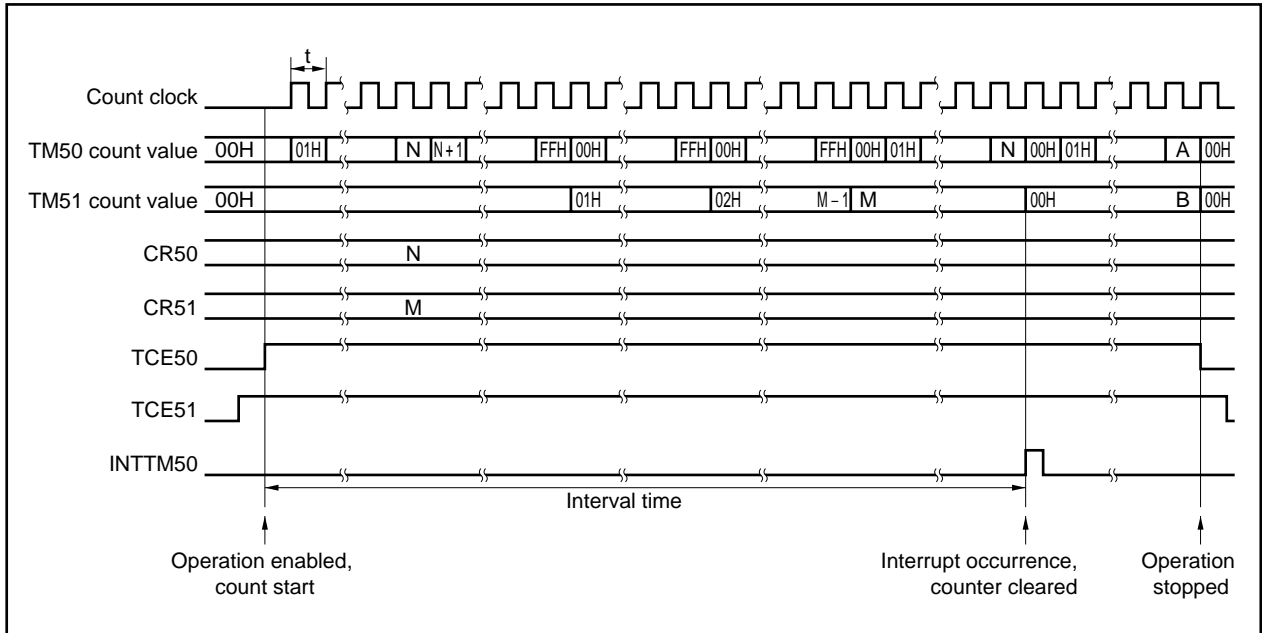 t
Count clock
TM50 count value 00H 01H N N + 1 FFH 00H FFH 00H FFH 00H 01H N 00H 01H A 00H
TM51 count value 00H 01H 02H M – 1 M 00H B 00H
CR50 N
CR51 M
TCE50
TCE51
INTTM50
Interval time
Operation enabled,
count start
Interrupt occurrence,
counter cleared
Operation
stopped